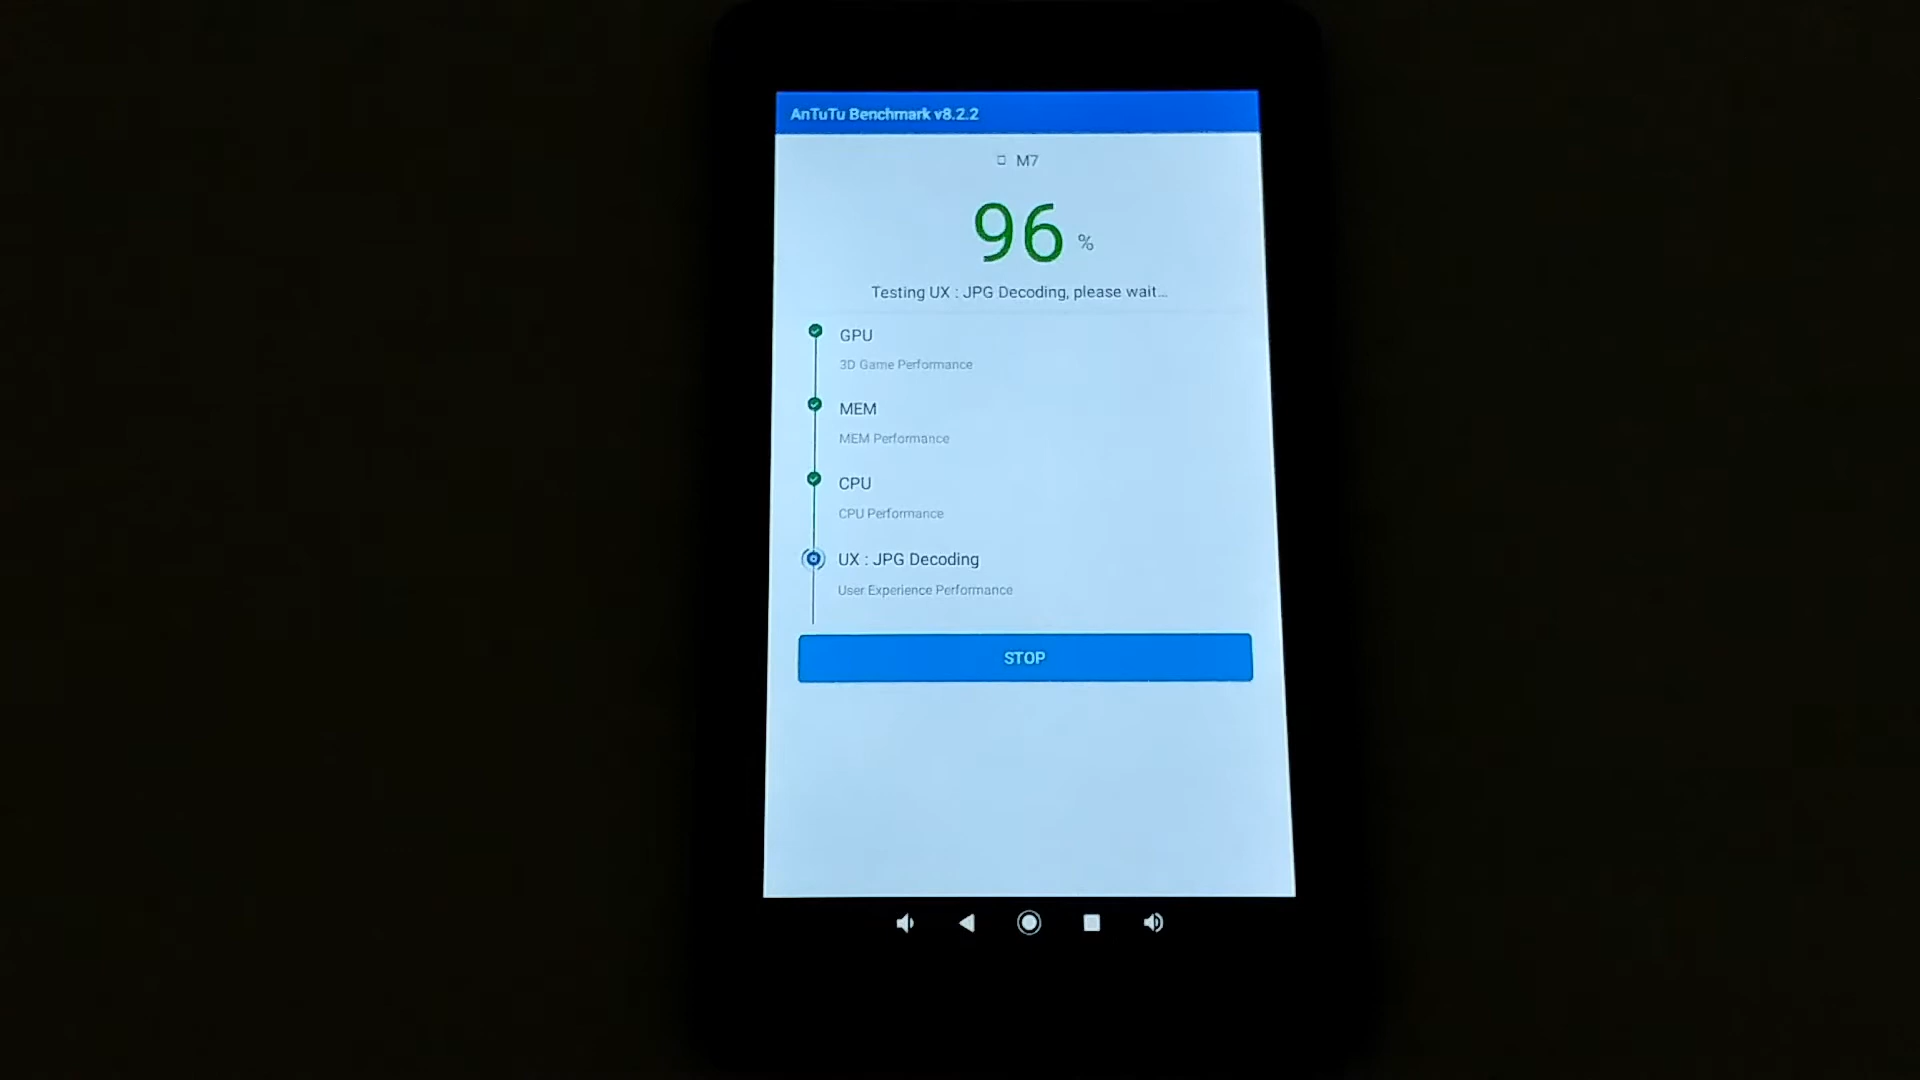 AnTuTu Benchmark v8.2.2
M7
96 %
Testing UX : JPG Decoding, please wait...
GPU
3D Game Performance
MEM
MEM Performance
CPU
CPU Performance
UX : JPG Decoding
User Experience Performance
STOP